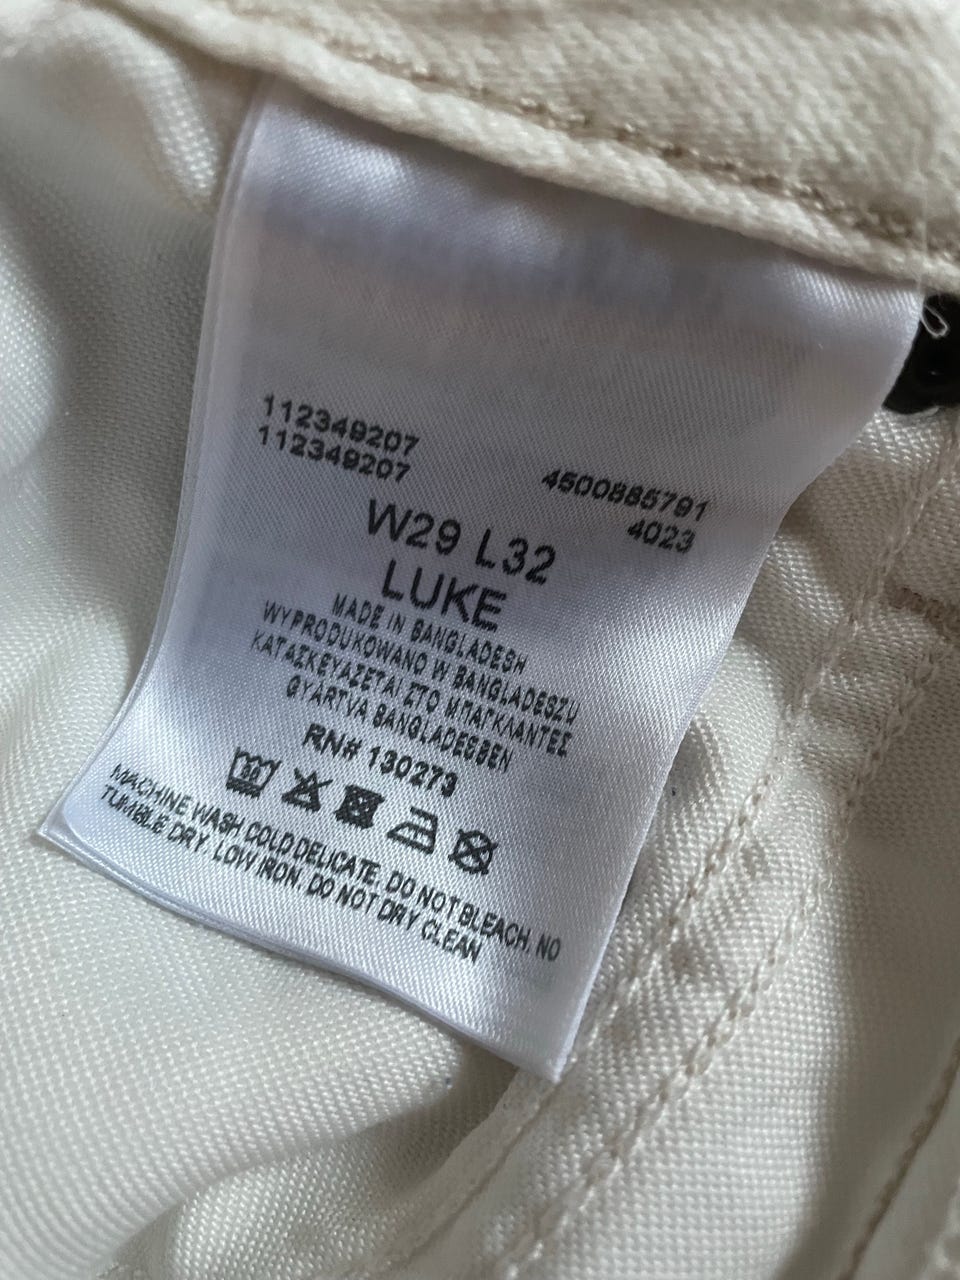 112349207
112349207
4500885791
4023
W29 L32
LUKE
MADE IN BANGLADESH
WYPRODUKOWANO W BANGLADESZU
ΚΑΤΑΣΚΕΥΑΖΕΤΑΙ ΣΤΟ ΜΠΑΓΚΛΑΝΤΕΣ
GYÁRTVA BANGLADESBEN
RN# 130273
30
MACHINE WASH COLD DELICATE. DO NOT BLEACH. NO
TUMBLE DRY. LOW IRON. DO NOT DRY CLEAN